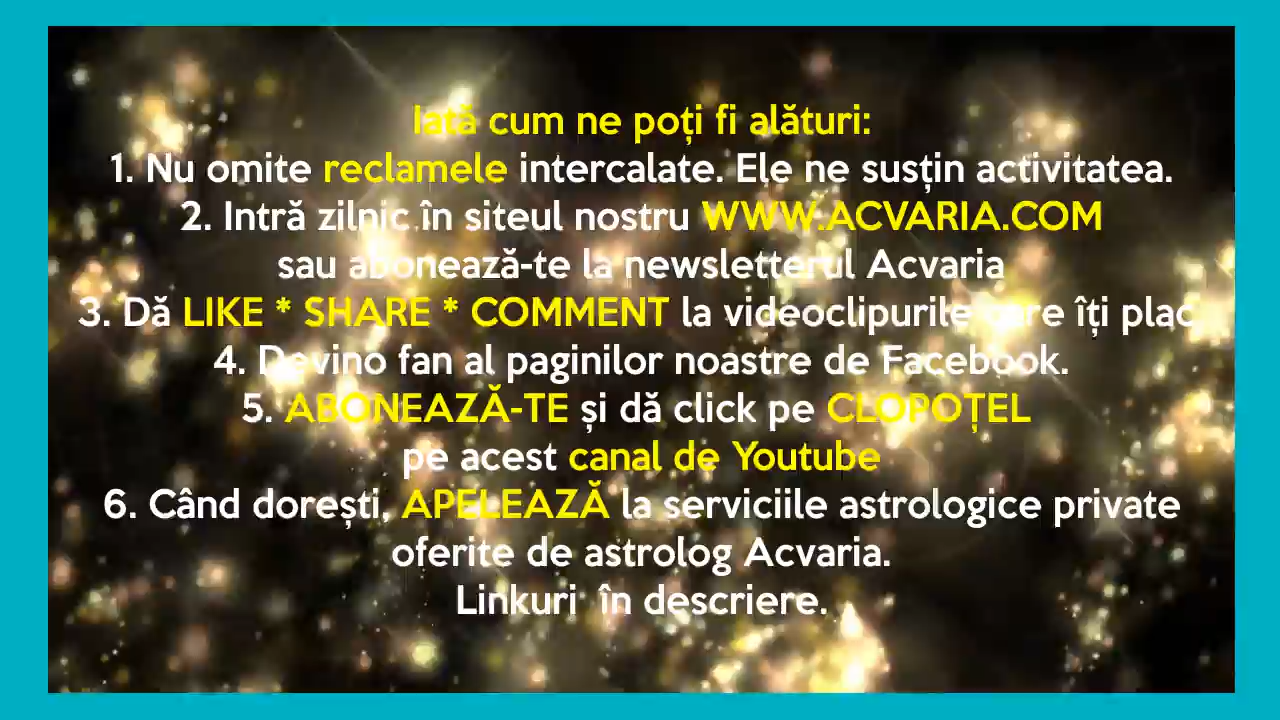 Iată cum ne poți fi alături:
1. Nu omite reclamele intercalate. Ele ne susțin activitatea.
2. Intră zilnic în siteul nostru WWW.ACVARIA.COM
sau abonează-te la newsletterul Acvaria
3. Dă LIKE * SHARE * COMMENT la videoclipurile care îți plac
4. Devino fan al paginilor noastre de Facebook.
5. ABONEAZĂ-TE și dă click pe CLOPOȚEL
pe acest canal de Youtube
6. Când dorești, APELEAZĂ la serviciile astrologice private
oferite de astrolog Acvaria.
Linkuri în descriere.